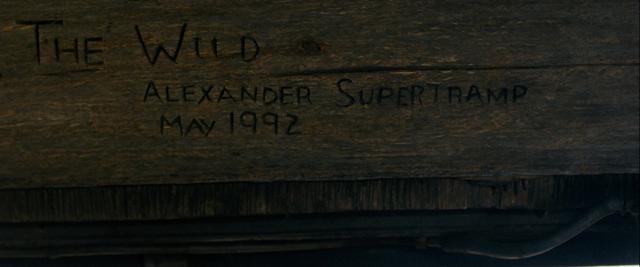 THE WILD
ALEXANDER SUPERTRAMP
MAY 1992